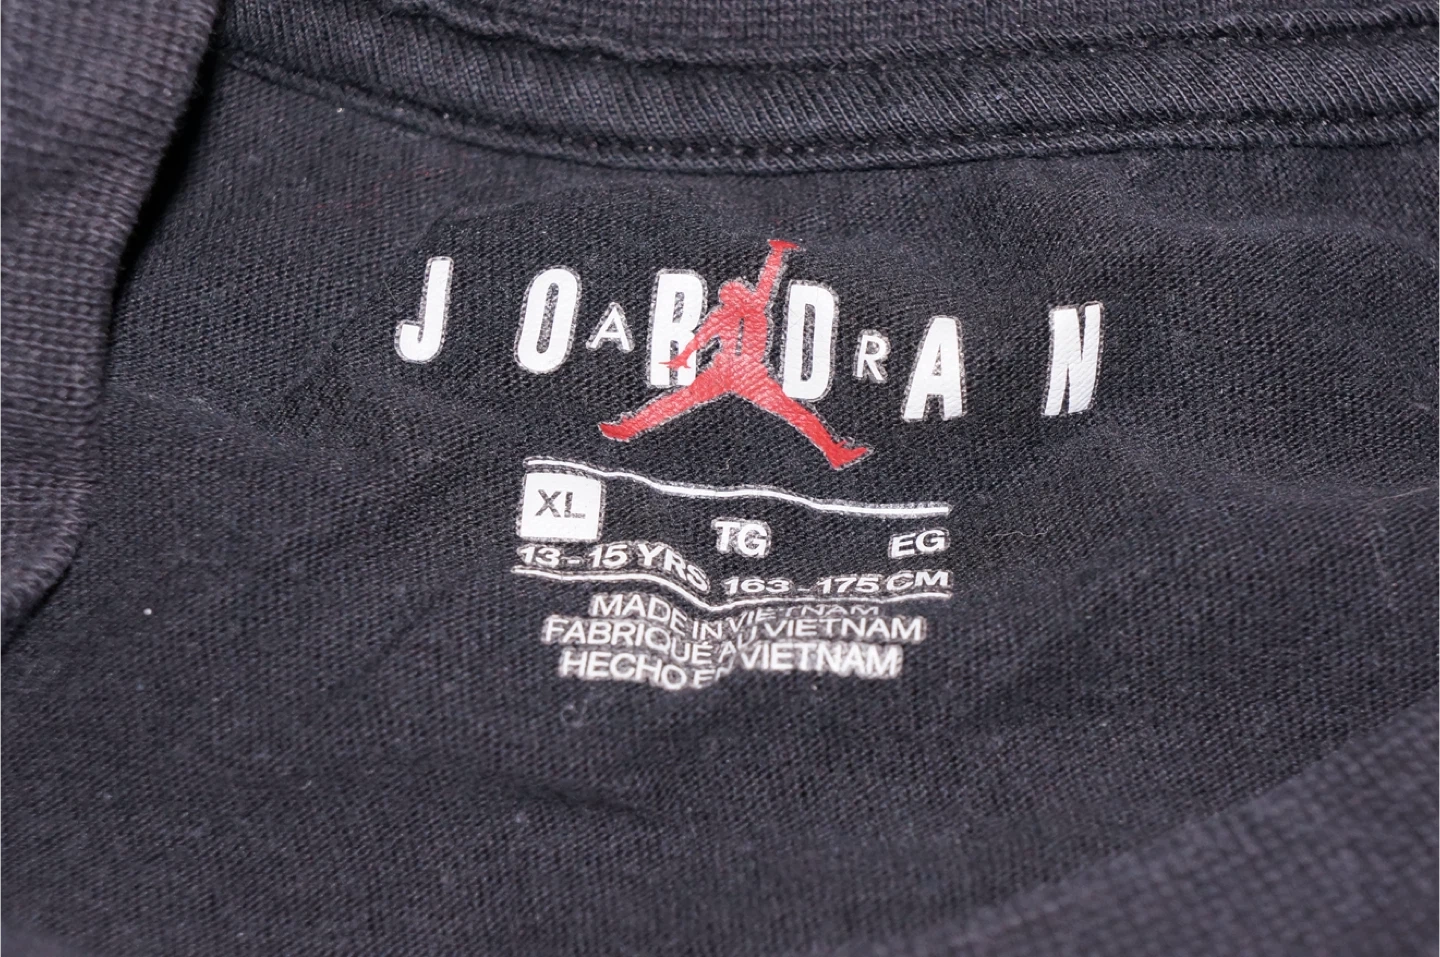 JORDAN
AIR
XL TG EG
13-15 YRS 163-175 CM
MADE IN VIETNAM
FABRIQUÉ AU VIETNAM
HECHO EN VIETNAM